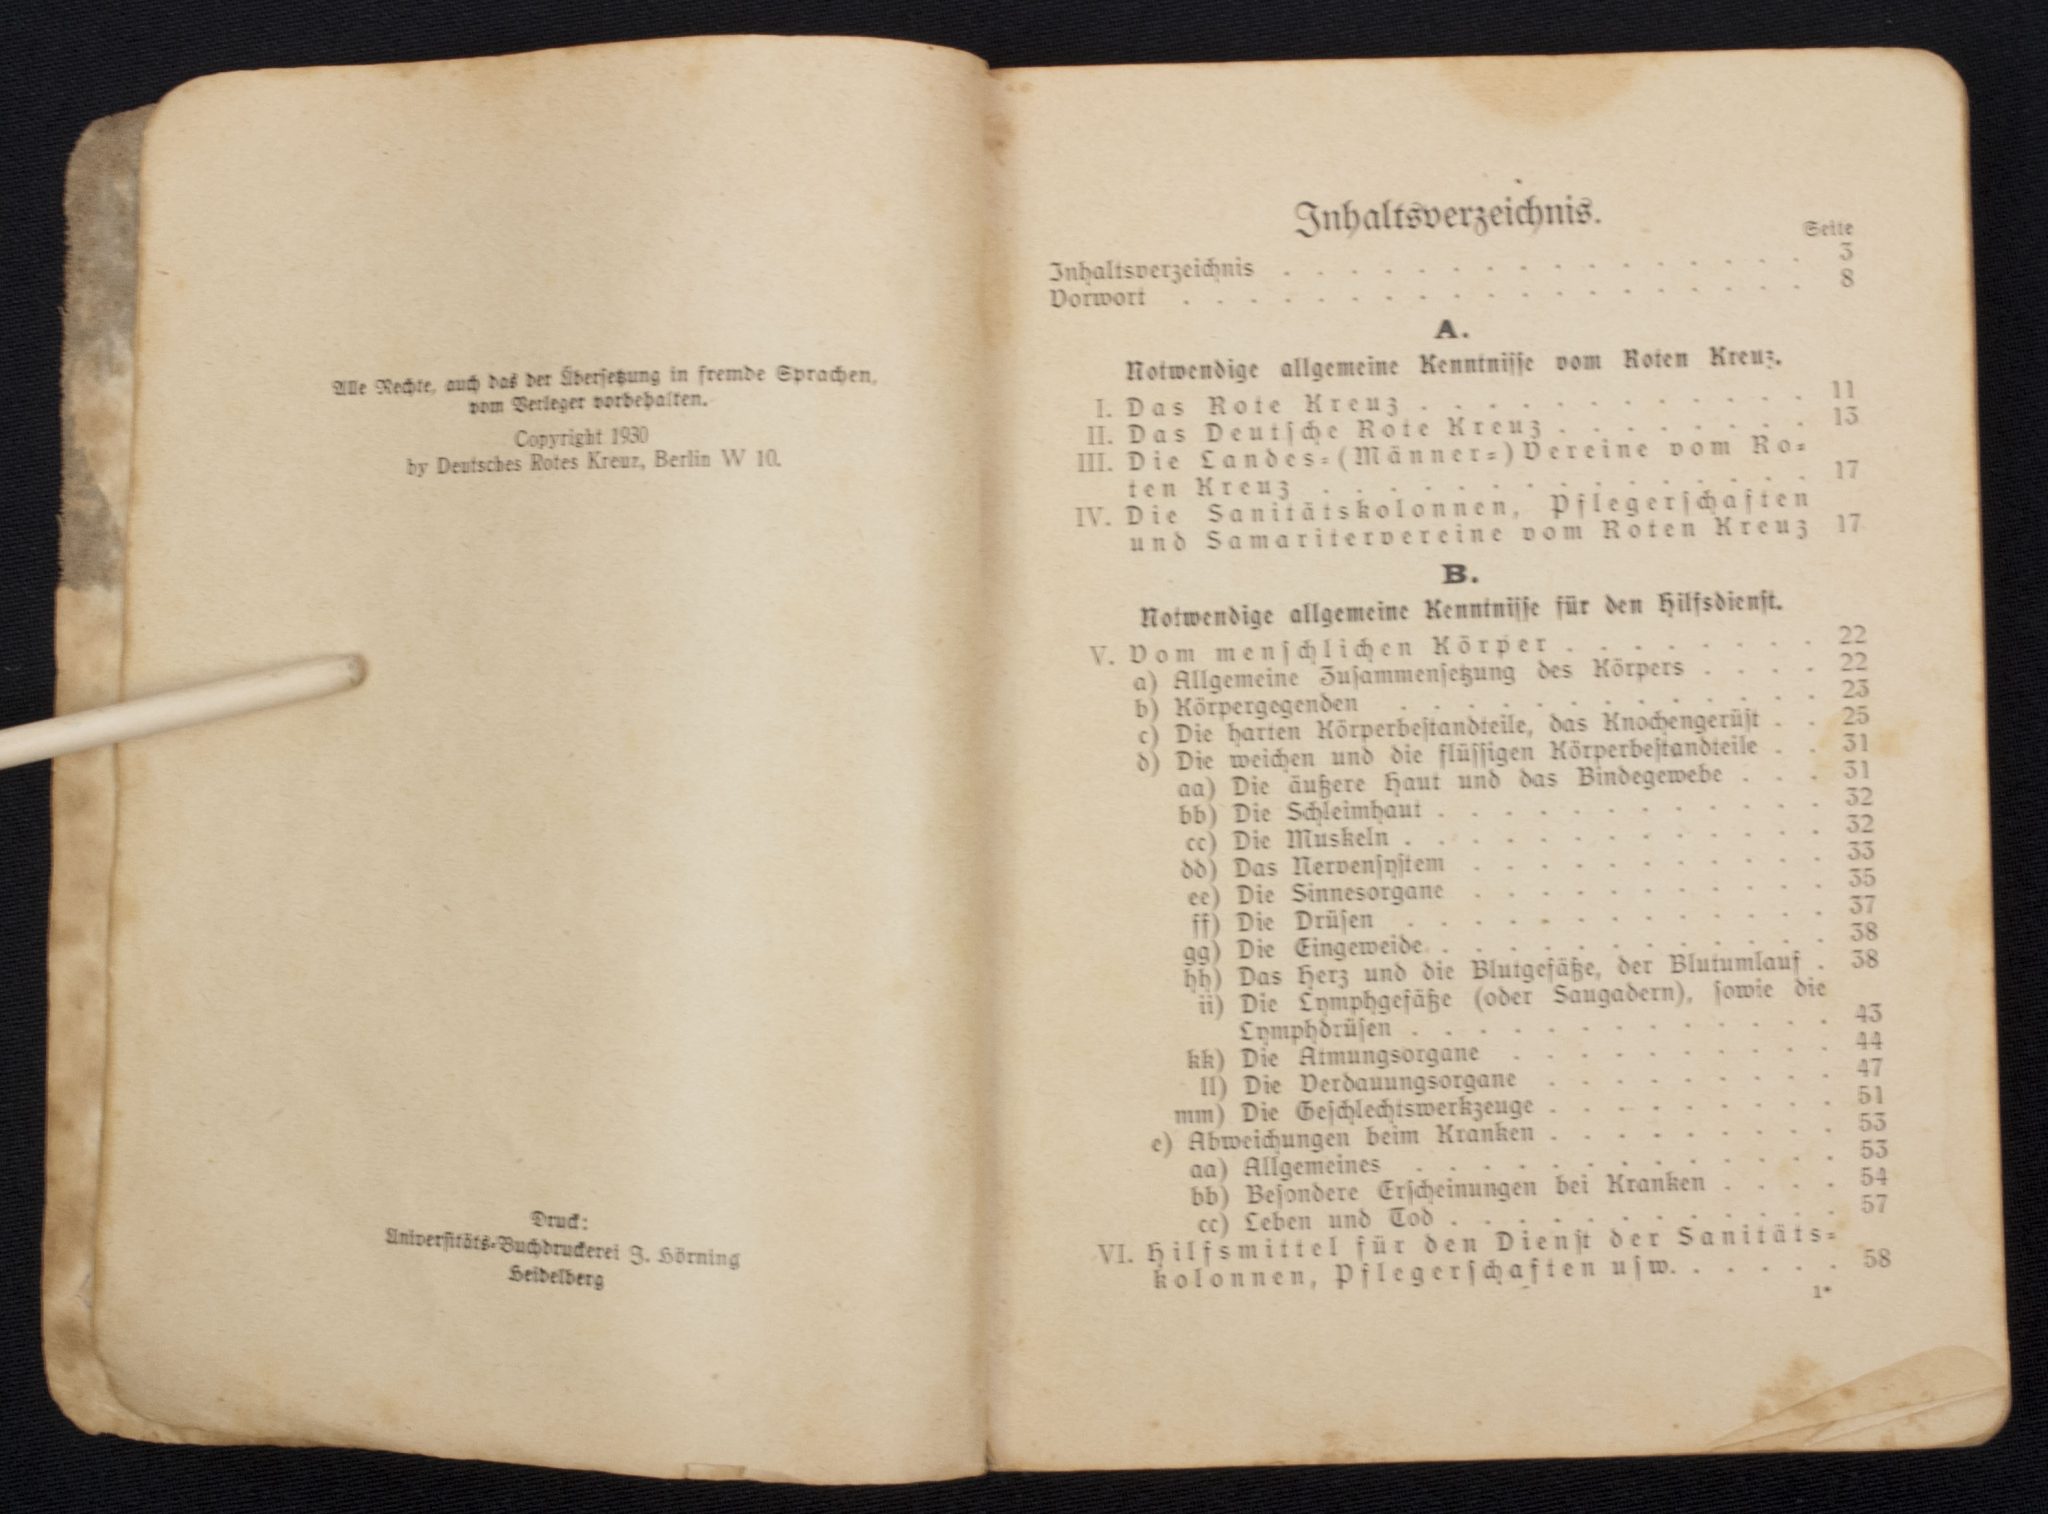 Alle Rechte, auch das der Übersetzung in fremde Sprachen,
vom Verleger vorbehalten.
Copyright 1930
by Deutsches Rotes Kreuz, Berlin W 10.
Druck:
Universitäts-Buchdruckerei J. Hörning
Heidelberg
Inhaltsverzeichnis.
Seite
Inhaltsverzeichnis . . . . . . . . . . . . . . . . 3
Vorwort . . . . . . . . . . . . . . . . . . . 8
A.
Notwendige allgemeine Kenntnisse vom Roten Kreuz.
I. Das Rote Kreuz . . . . . . . . . . . . 11
II. Das Deutsche Rote Kreuz . . . . . . . . 13
III. Die Landes-(Männer-)Vereine vom Ro-
ten Kreuz . . . . . . . . . . . . . . . 17
IV. Die Sanitätskolonnen, Pflegerschaften
und Samaritervereine vom Roten Kreuz 17
B.
Notwendige allgemeine Kenntnisse für den Hilfsdienst.
V. Vom menschlichen Körper . . . . . . . . 22
a) Allgemeine Zusammensetzung des Körpers . . . . 22
b) Körpergegenden . . . . . . . . . . . . . 23
c) Die harten Körperbestandteile, das Knochengerüst . . 25
d) Die weichen und die flüssigen Körperbestandteile . . 31
aa) Die äußere Haut und das Bindegewebe . . . 31
bb) Die Schleimhaut . . . . . . . . . . . . 32
cc) Die Muskeln . . . . . . . . . . . . . 32
dd) Das Nervensystem . . . . . . . . . . . 33
ee) Die Sinnesorgane . . . . . . . . . . . 35
ff) Die Drüsen . . . . . . . . . . . . . 37
gg) Die Eingeweide . . . . . . . . . . . . 38
hh) Das Herz und die Blutgefäße, der Blutumlauf . 38
ii) Die Lymphgefäße (oder Saugadern), sowie die
Lymphdrüsen . . . . . . . . . . . . . 43
kk) Die Atmungsorgane . . . . . . . . . . 44
ll) Die Verdauungsorgane . . . . . . . . . 47
mm) Die Geschlechtswerkzeuge . . . . . . . . . 51
e) Abweichungen beim Kranken . . . . . . . . . 53
aa) Allgemeines . . . . . . . . . . . . . 53
bb) Besondere Erscheinungen bei Kranken . . . . 54
cc) Leben und Tod . . . . . . . . . . . . 57
VI. Hilfsmittel für den Dienst der Sanitäts-
kolonnen, Pflegerschaften usw. . . . . . 58
1*